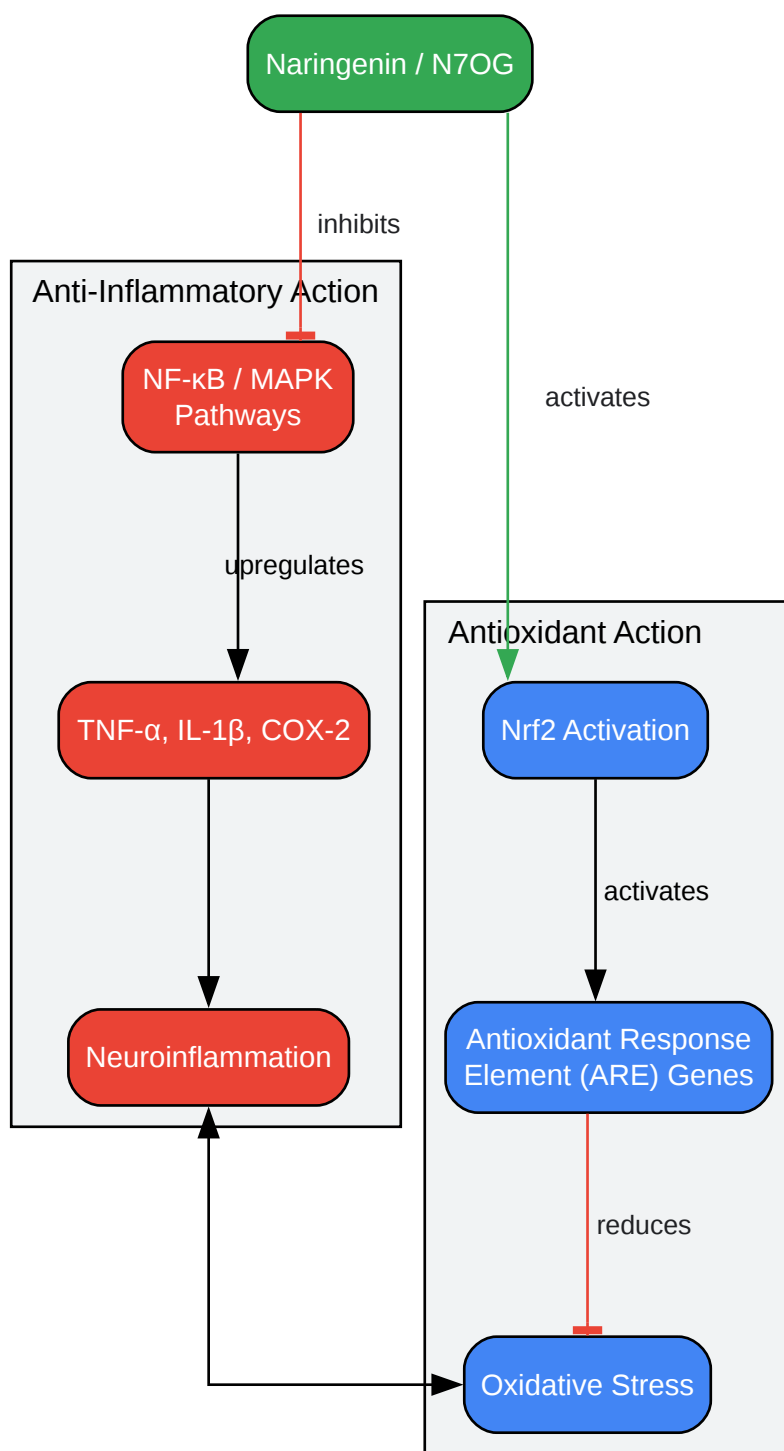 Naringenin / N7OG
inhibits
Anti-Inflammatory Action
NF-κB / MAPK
Pathways
activates
upregulates
Antioxidant Action
TNF-α, IL-1β, COX-2
Nrf2 Activation
activates
Neuroinflammation
Antioxidant Response
Element (ARE) Genes
reduces
Oxidative Stress